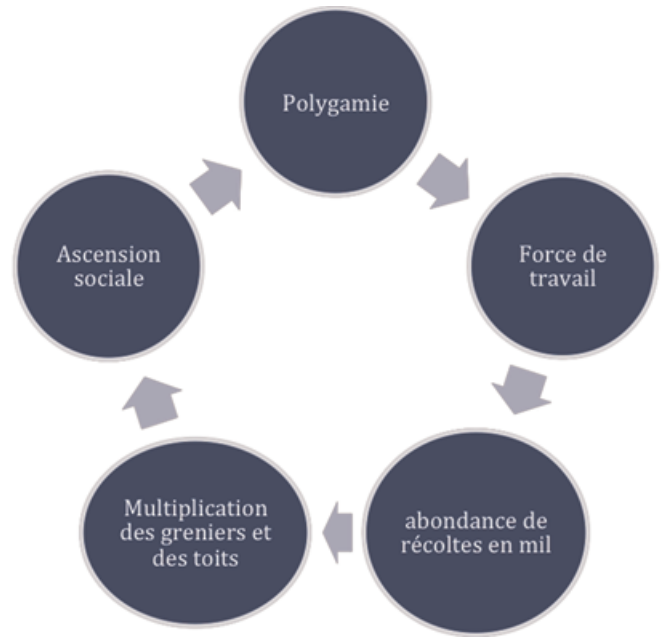 Polygamie
Force de
travail
abondance de
récoltes en mil
Multiplication
des greniers et
des toits
Ascension
sociale